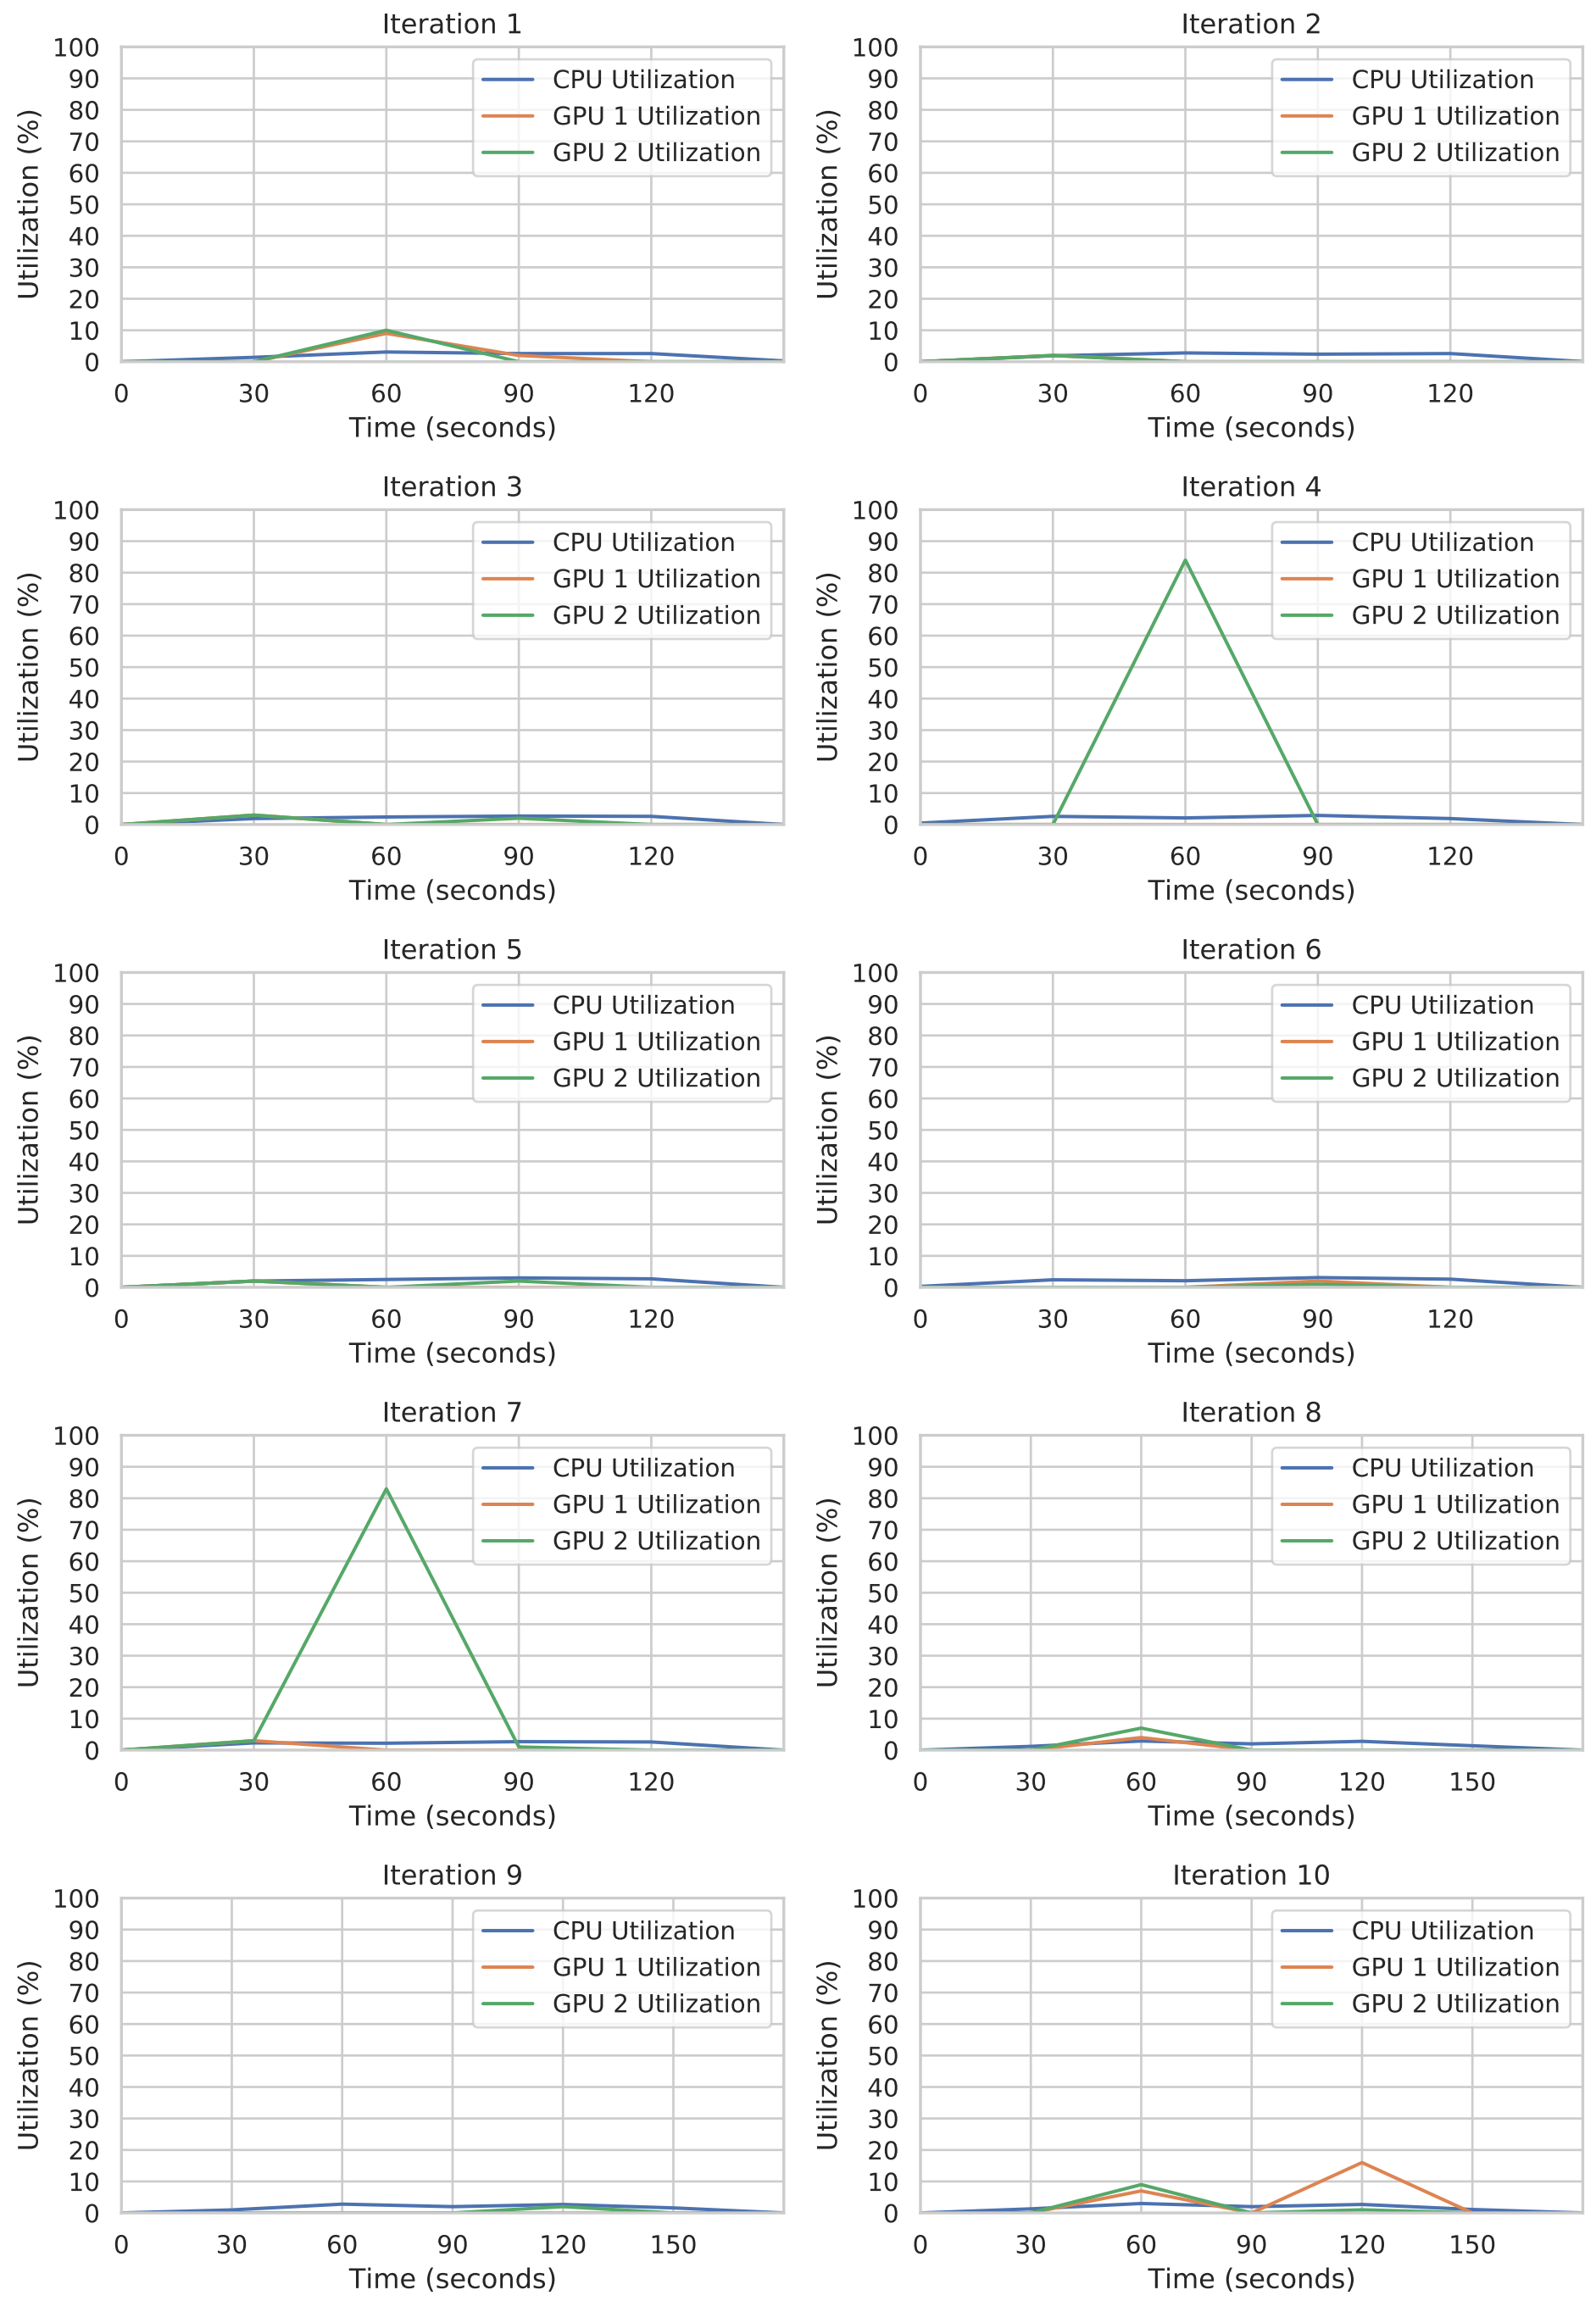 Iteration 1
100
90
80
70
60
50
40
30
20
10
0
Utilization (%)
CPU Utilization
GPU 1 Utilization
GPU 2 Utilization
0 30 60 90 120
Time (seconds)
Iteration 2
100
90
80
70
60
50
40
30
20
10
0
Utilization (%)
CPU Utilization
GPU 1 Utilization
GPU 2 Utilization
0 30 60 90 120
Time (seconds)
Iteration 3
100
90
80
70
60
50
40
30
20
10
0
Utilization (%)
CPU Utilization
GPU 1 Utilization
GPU 2 Utilization
0 30 60 90 120
Time (seconds)
Iteration 4
100
90
80
70
60
50
40
30
20
10
0
Utilization (%)
CPU Utilization
GPU 1 Utilization
GPU 2 Utilization
0 30 60 90 120
Time (seconds)
Iteration 5
100
90
80
70
60
50
40
30
20
10
0
Utilization (%)
CPU Utilization
GPU 1 Utilization
GPU 2 Utilization
0 30 60 90 120
Time (seconds)
Iteration 6
100
90
80
70
60
50
40
30
20
10
0
Utilization (%)
CPU Utilization
GPU 1 Utilization
GPU 2 Utilization
0 30 60 90 120
Time (seconds)
Iteration 7
100
90
80
70
60
50
40
30
20
10
0
Utilization (%)
CPU Utilization
GPU 1 Utilization
GPU 2 Utilization
0 30 60 90 120
Time (seconds)
Iteration 8
100
90
80
70
60
50
40
30
20
10
0
Utilization (%)
CPU Utilization
GPU 1 Utilization
GPU 2 Utilization
0 30 60 90 120 150
Time (seconds)
Iteration 9
100
90
80
70
60
50
40
30
20
10
0
Utilization (%)
CPU Utilization
GPU 1 Utilization
GPU 2 Utilization
0 30 60 90 120 150
Time (seconds)
Iteration 10
100
90
80
70
60
50
40
30
20
10
0
Utilization (%)
CPU Utilization
GPU 1 Utilization
GPU 2 Utilization
0 30 60 90 120 150
Time (seconds)